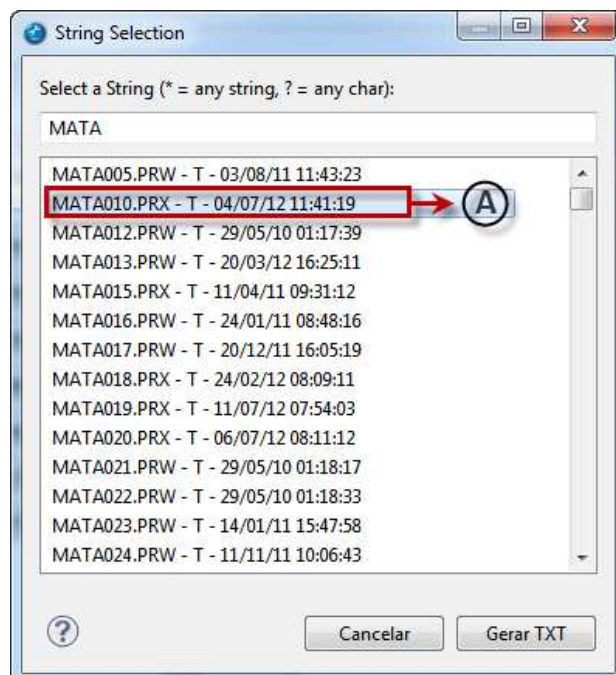 String Selection
Select a String (* = any string, ? = any char):
MATA
MATA005.PRW - T - 03/08/11 11:43:23
MATA010.PRX - T - 04/07/12 11:41:19
A
MATA012.PRW - T - 29/05/10 01:17:39
MATA013.PRW - T - 20/03/12 16:25:11
MATA015.PRX - T - 11/04/11 09:31:12
MATA016.PRW - T - 24/01/11 08:48:16
MATA017.PRW - T - 20/12/11 16:05:19
MATA018.PRX - T - 24/02/12 08:09:11
MATA019.PRX - T - 11/07/12 07:54:03
MATA020.PRX - T - 06/07/12 08:11:12
MATA021.PRW - T - 29/05/10 01:18:17
MATA022.PRW - T - 29/05/10 01:18:33
MATA023.PRW - T - 14/01/11 15:47:58
MATA024.PRW - T - 11/11/11 10:06:43
?
Cancelar
Gerar TXT